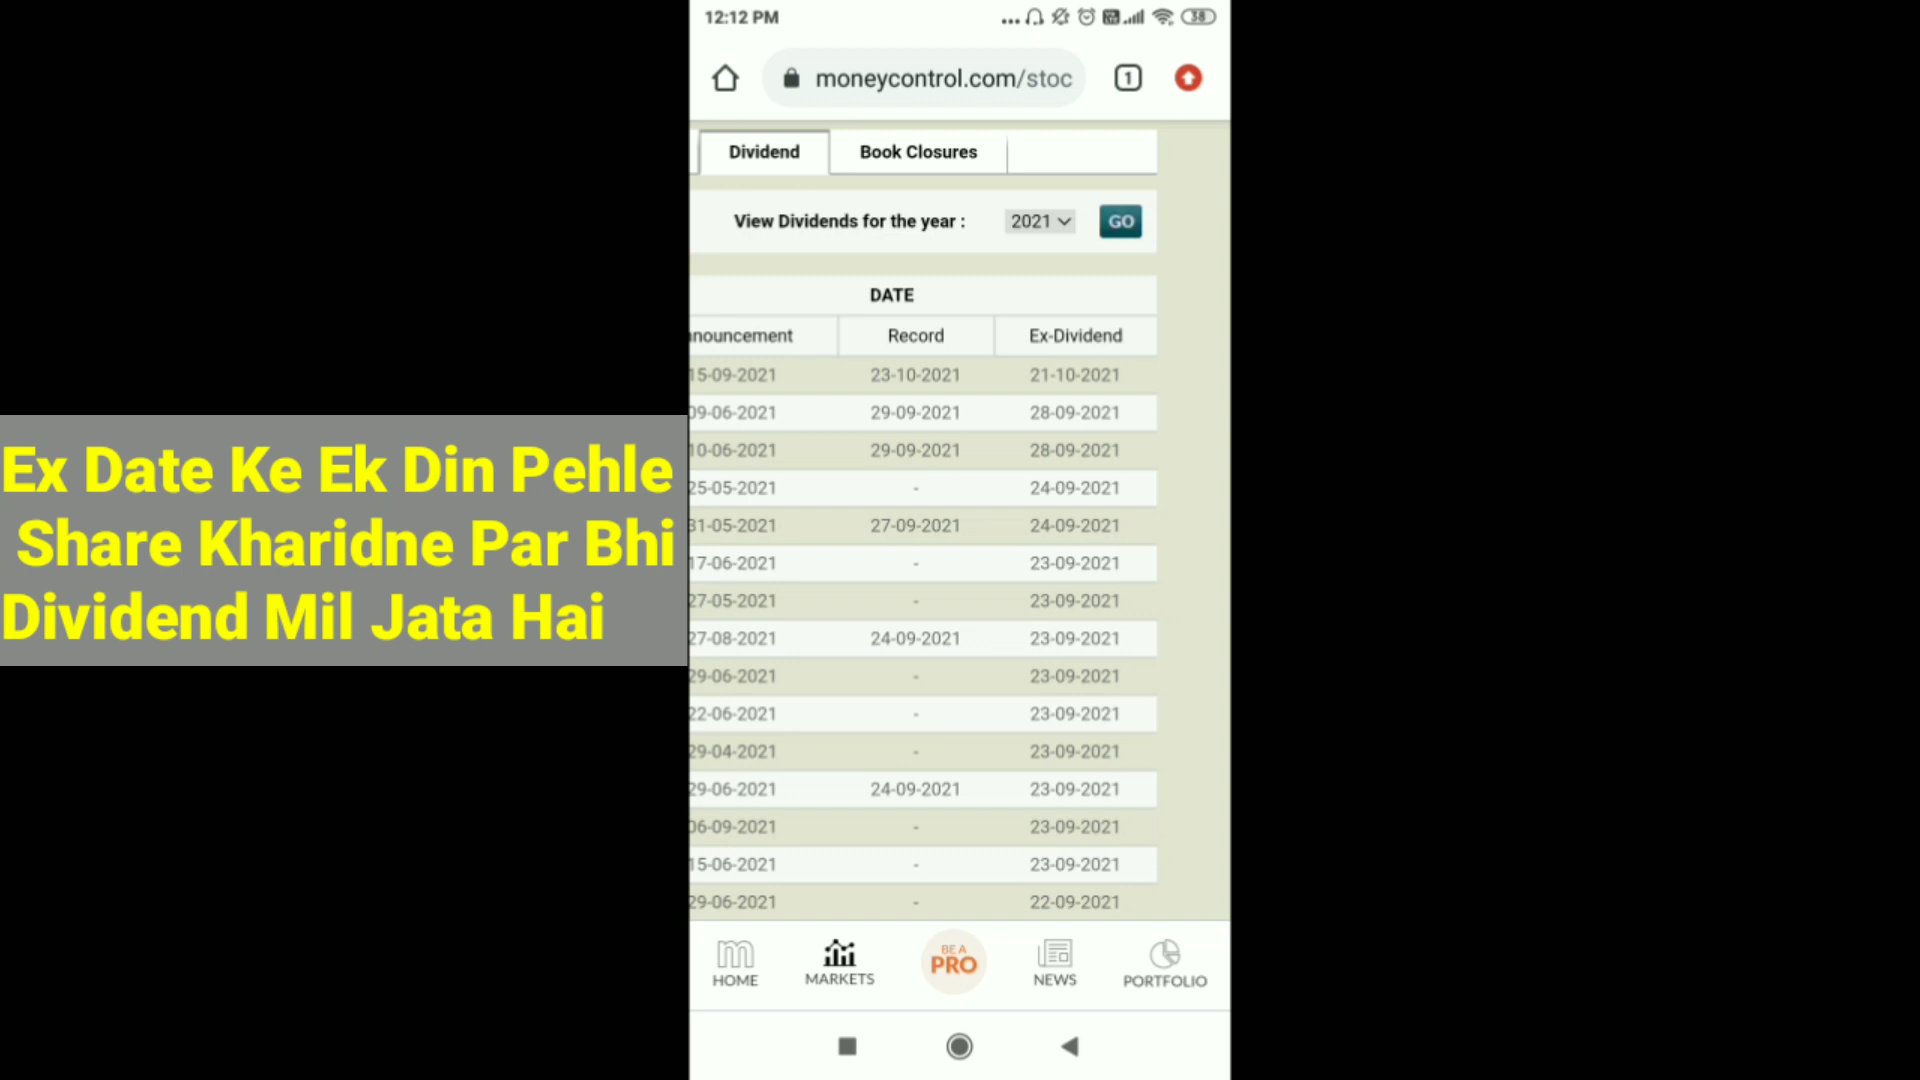 12:12 PM
38
moneycontrol.com/stoc
1
Dividend Book Closures
View Dividends for the year : 2021 GO
DATE
nouncement Record Ex-Dividend
15-09-2021 23-10-2021 21-10-2021
09-06-2021 29-09-2021 28-09-2021
10-06-2021 29-09-2021 28-09-2021
25-05-2021 - 24-09-2021
31-05-2021 27-09-2021 24-09-2021
17-06-2021 - 23-09-2021
27-05-2021 - 23-09-2021
27-08-2021 24-09-2021 23-09-2021
29-06-2021 - 23-09-2021
22-06-2021 - 23-09-2021
29-04-2021 - 23-09-2021
29-06-2021 24-09-2021 23-09-2021
06-09-2021 - 23-09-2021
15-06-2021 - 23-09-2021
29-06-2021 - 22-09-2021
Ex Date Ke Ek Din Pehle
Share Kharidne Par Bhi
Dividend Mil Jata Hai
BE A
PRO
HOME MARKETS NEWS PORTFOLIO